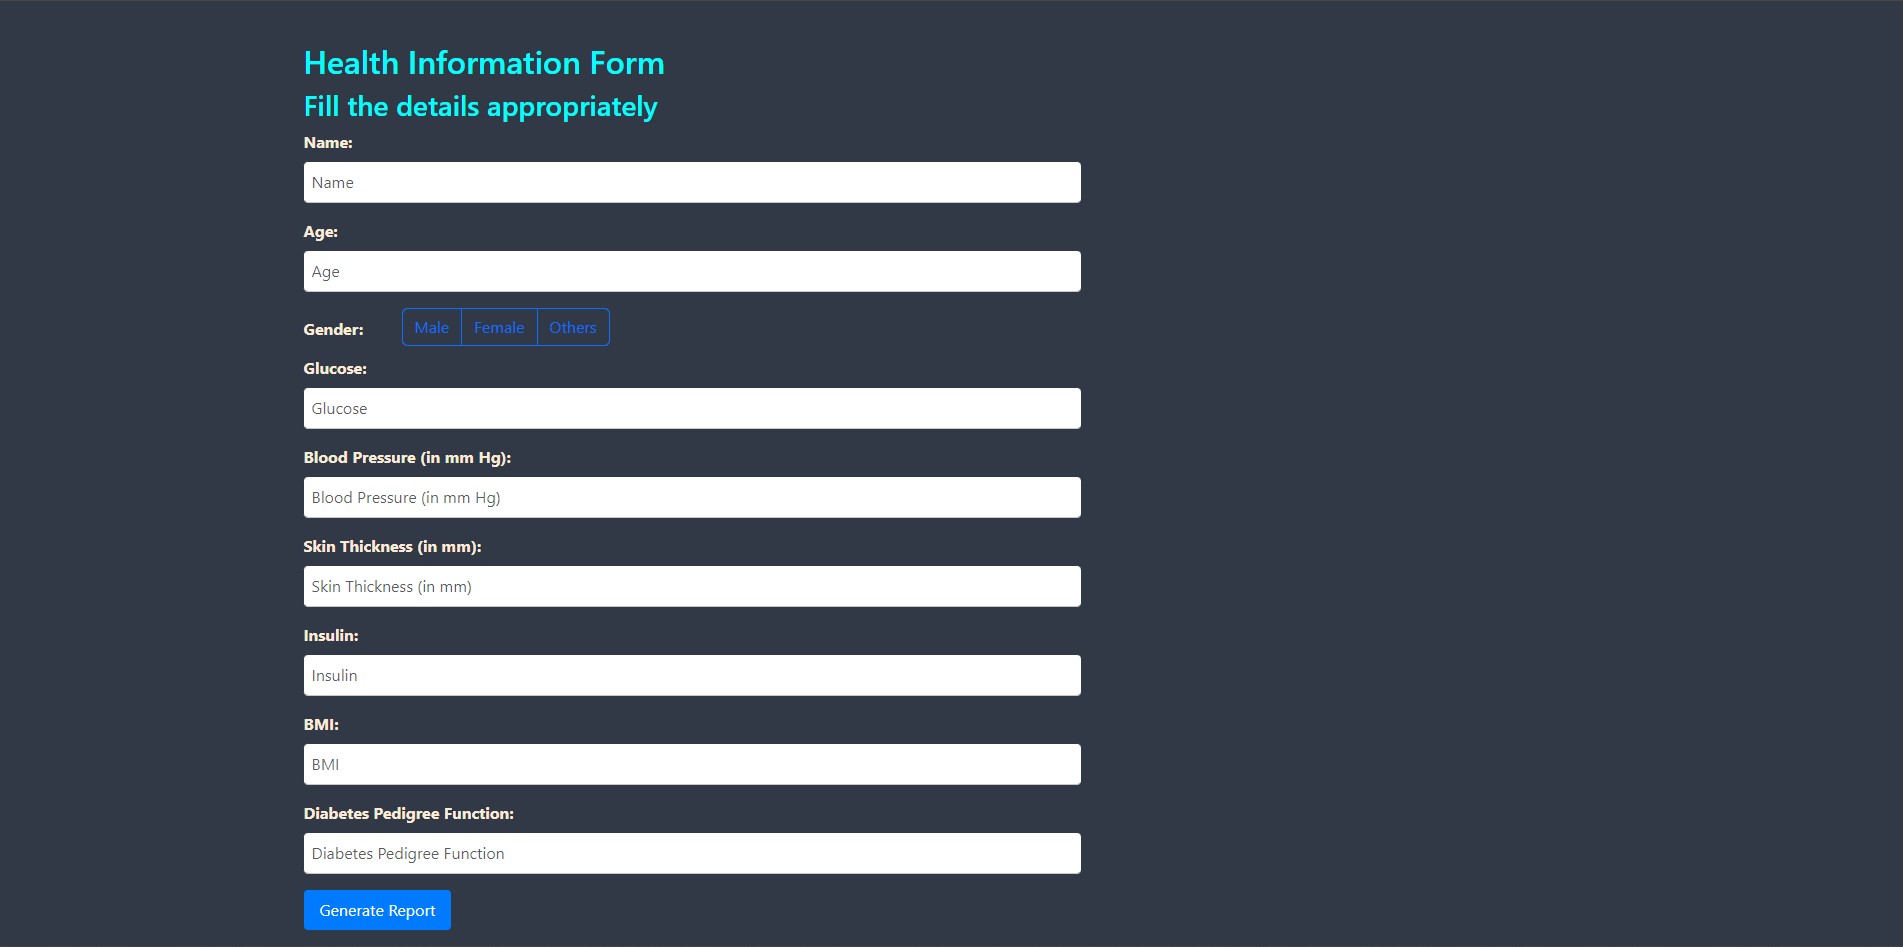 Health Information Form
Fill the details appropriately
Name:
Name
Age:
Age
Gender: Male Female Others
Glucose:
Glucose
Blood Pressure (in mm Hg):
Blood Pressure (in mm Hg)
Skin Thickness (in mm):
Skin Thickness (in mm)
Insulin:
Insulin
BMI:
BMI
Diabetes Pedigree Function:
Diabetes Pedigree Function
Generate Report